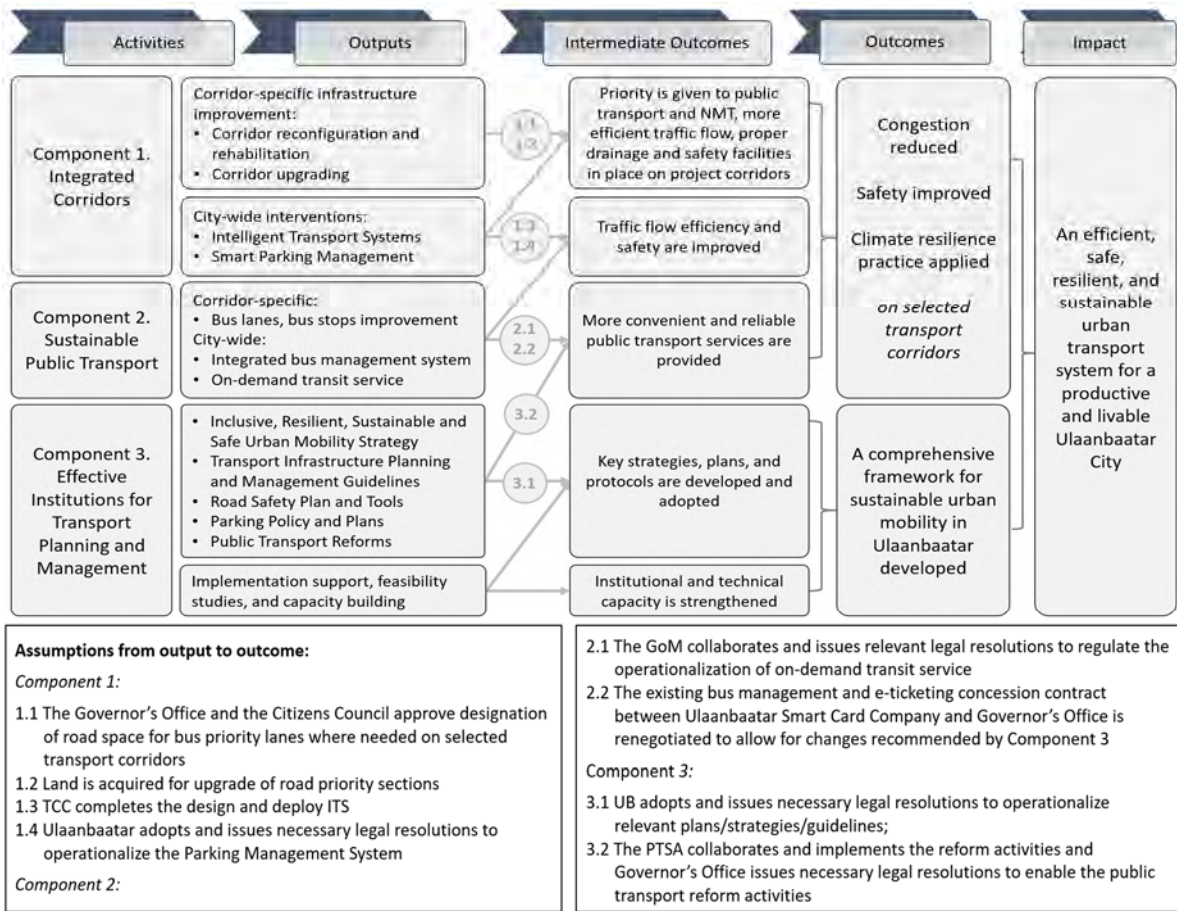 Activities
Outputs
Intermediate Outcomes
Outcomes
Impact
Component 1.
Integrated
Corridors
Corridor-specific infrastructure
improvement:
• Corridor reconfiguration and
rehabilitation
• Corridor upgrading
1.1
1.2
Priority is given to public
transport and NMT, more
efficient traffic flow, proper
drainage and safety facilities
in place on project corridors
City-wide interventions:
• Intelligent Transport Systems
• Smart Parking Management
1.3
1.4
Traffic flow efficiency and
safety are improved
Congestion
reduced
Safety improved
Climate resilience
practice applied
on selected
transport
corridors
An efficient,
safe,
resilient, and
sustainable
urban
transport
system for a
productive
and livable
Ulaanbaatar
City
Component 2.
Sustainable
Public Transport
Corridor-specific:
• Bus lanes, bus stops improvement
City-wide:
• Integrated bus management system
• On-demand transit service
2.1
2.2
More convenient and reliable
public transport services are
provided
Component 3.
Effective
Institutions for
Transport
Planning and
Management
• Inclusive, Resilient, Sustainable and
Safe Urban Mobility Strategy
• Transport Infrastructure Planning
and Management Guidelines
• Road Safety Plan and Tools
• Parking Policy and Plans
• Public Transport Reforms
3.2
3.1
Key strategies, plans, and
protocols are developed and
adopted
A comprehensive
framework for
sustainable urban
mobility in
Ulaanbaatar
developed
Implementation support, feasibility
studies, and capacity building
Institutional and technical
capacity is strengthened
Assumptions from output to outcome:
Component 1:
1.1 The Governor's Office and the Citizens Council approve designation
of road space for bus priority lanes where needed on selected
transport corridors
1.2 Land is acquired for upgrade of road priority sections
1.3 TCC completes the design and deploy ITS
1.4 Ulaanbaatar adopts and issues necessary legal resolutions to
operationalize the Parking Management System
Component 2:
2.1 The GoM collaborates and issues relevant legal resolutions to regulate the
operationalization of on-demand transit service
2.2 The existing bus management and e-ticketing concession contract
between Ulaanbaatar Smart Card Company and Governor's Office is
renegotiated to allow for changes recommended by Component 3
Component 3:
3.1 UB adopts and issues necessary legal resolutions to operationalize
relevant plans/strategies/guidelines;
3.2 The PTSA collaborates and implements the reform activities and
Governor's Office issues necessary legal resolutions to enable the public
transport reform activities